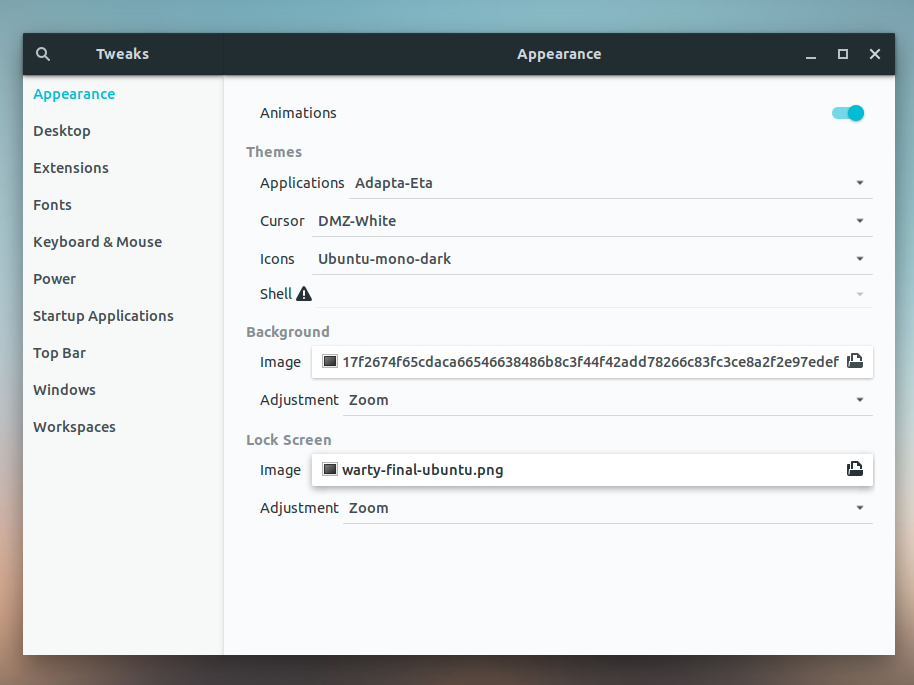 Tweaks
Appearance
Appearance
Desktop
Extensions
Fonts
Keyboard & Mouse
Power
Startup Applications
Top Bar
Windows
Workspaces
Animations
Themes
Applications Adapta-Eta
Cursor DMZ-White
Icons Ubuntu-mono-dark
Shell
Background
Image 17f2674f65cdaca66546638486b8c3f44f42add78266c83fc3ce8a2f2e97edef
Adjustment Zoom
Lock Screen
Image warty-final-ubuntu.png
Adjustment Zoom